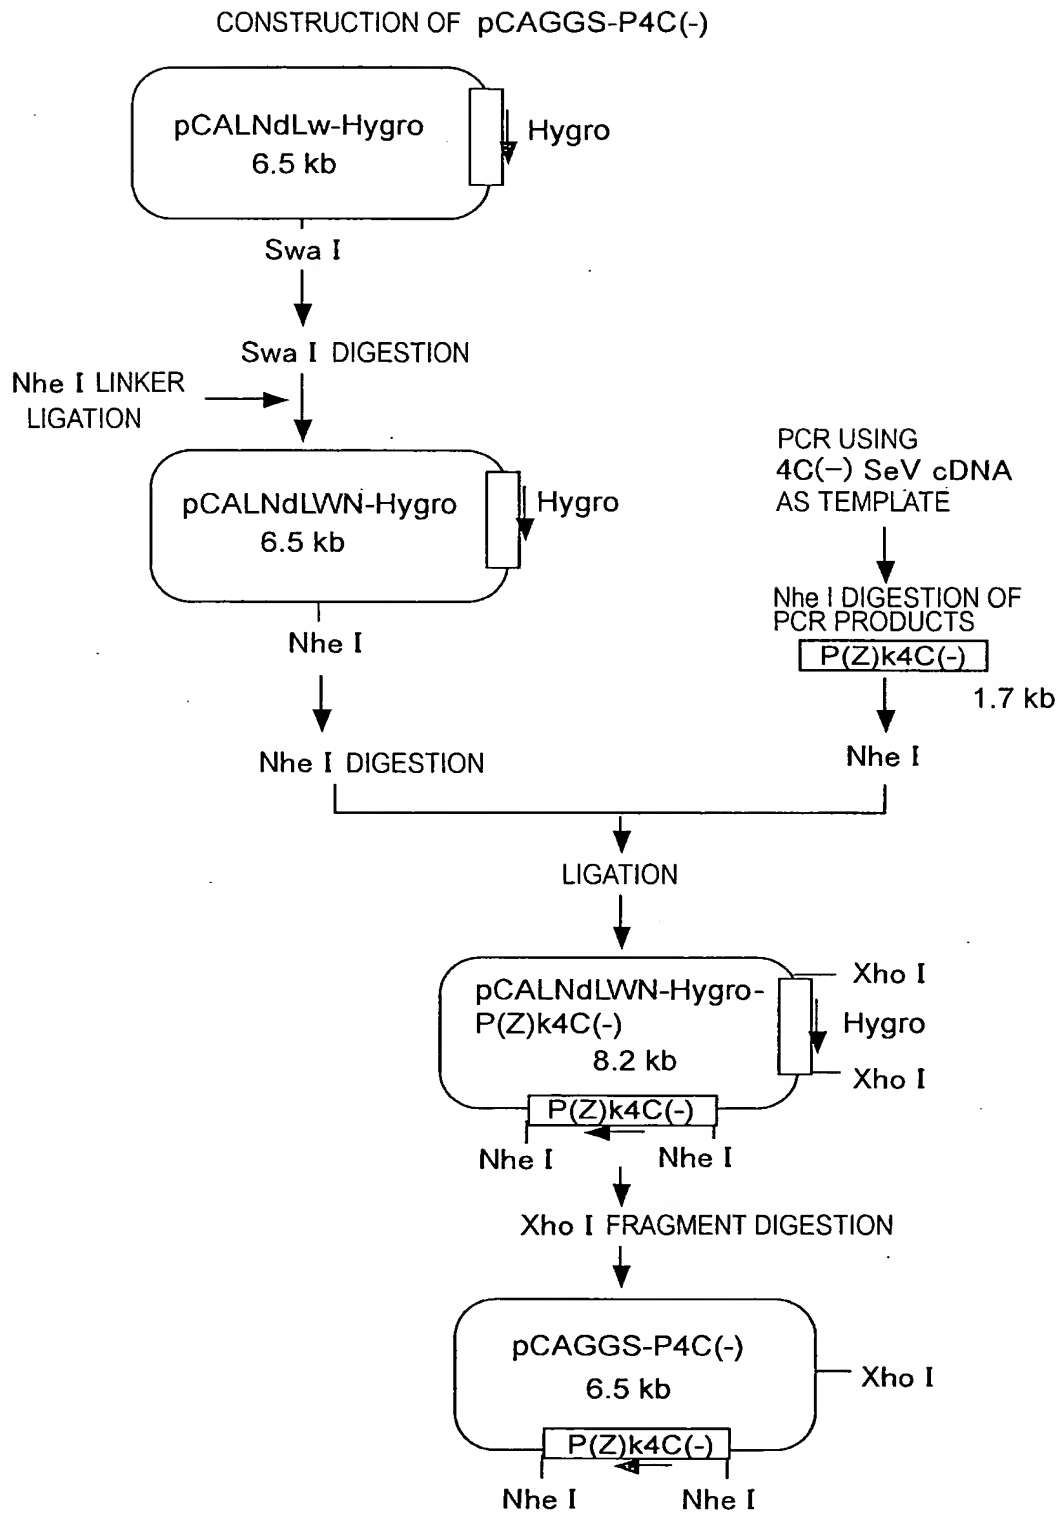 CONSTRUCTION OF pCAGGS-P4C(-)
pCALNdLw-Hygro
6.5 kb
Hygro
Swa I
Swa I DIGESTION
Nhe I LINKER
LIGATION
pCALNdLWN-Hygro
6.5 kb
Hygro
Nhe I
Nhe I DIGESTION
PCR USING
4C(−) SeV cDNA
AS TEMPLATE
Nhe I DIGESTION OF
PCR PRODUCTS
P(Z)k4C(-)
1.7 kb
Nhe I
LIGATION
pCALNdLWN-Hygro-
P(Z)k4C(-)
8.2 kb
Xho I
Hygro
Xho I
P(Z)k4C(-)
Nhe I
Nhe I
Xho I FRAGMENT DIGESTION
pCAGGS-P4C(-)
6.5 kb
Xho I
P(Z)k4C(-)
Nhe I
Nhe I